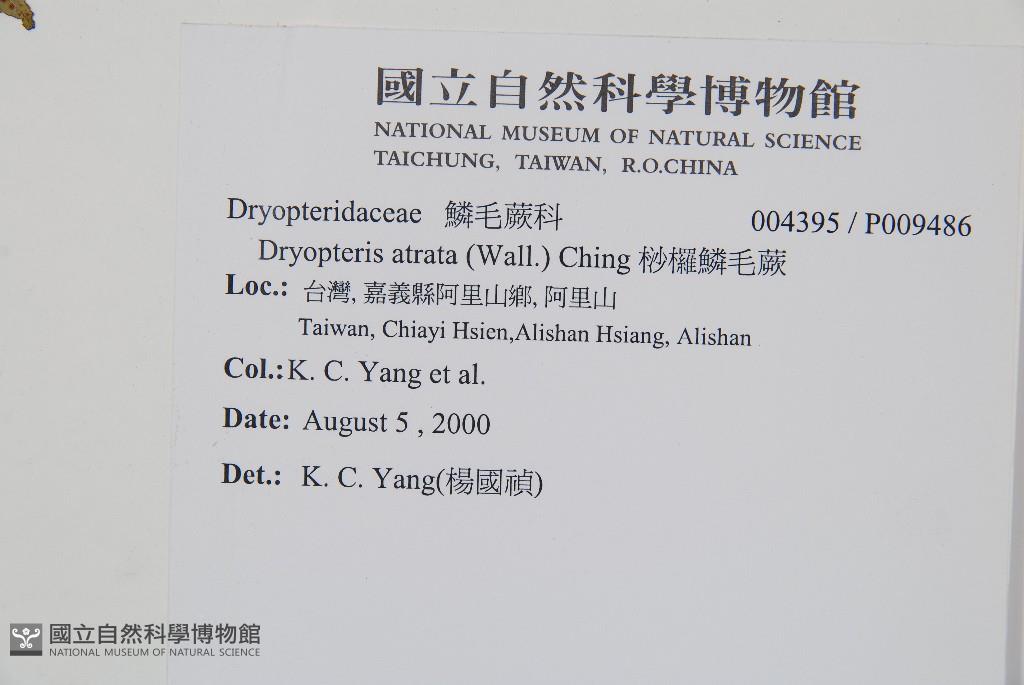 國立自然科學博物館
NATIONAL MUSEUM OF NATURAL SCIENCE
TAICHUNG, TAIWAN, R.O.CHINA
Dryopteridaceae 鱗毛蕨科 004395 / P009486
Dryopteris atrata (Wall.) Ching 桫欏鱗毛蕨
Loc.: 台灣, 嘉義縣阿里山鄉, 阿里山
Taiwan, Chiayi Hsien,Alishan Hsiang, Alishan
Col.: K. C. Yang et al.
Date: August 5 , 2000
Det.: K. C. Yang(楊國禎)
國立自然科學博物館
NATIONAL MUSEUM OF NATURAL SCIENCE